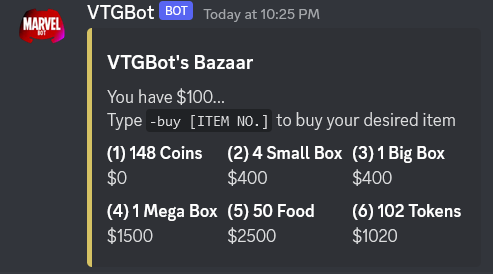 MARVEL
BOT
VTGBot BOT Today at 10:25 PM
VTGBot's Bazaar
You have $100...
Type -buy [ITEM NO.] to buy your desired item
(1) 148 Coins (2) 4 Small Box (3) 1 Big Box
$0 $400 $400
(4) 1 Mega Box (5) 50 Food (6) 102 Tokens
$1500 $2500 $1020